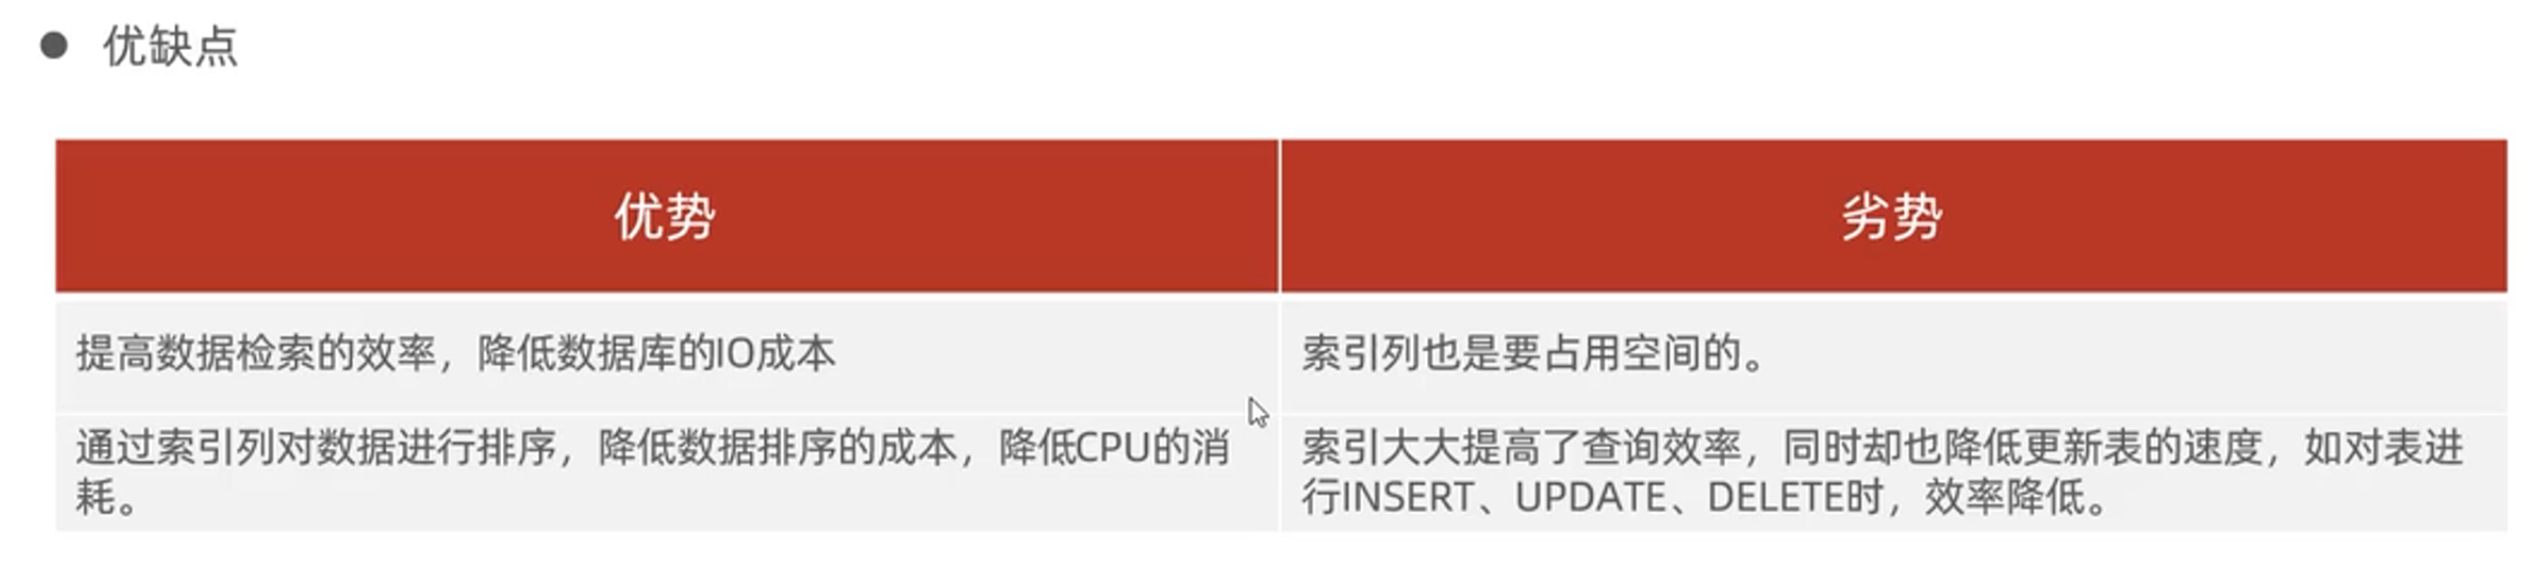 优缺点
优势
劣势
提高数据检索的效率，降低数据库的IO成本
索引列也是要占用空间的。
通过索引列对数据进行排序，降低数据排序的成本，降低CPU的消
耗。
索引大大提高了查询效率，同时却也降低更新表的速度，如对表进
行INSERT、UPDATE、DELETE时，效率降低。